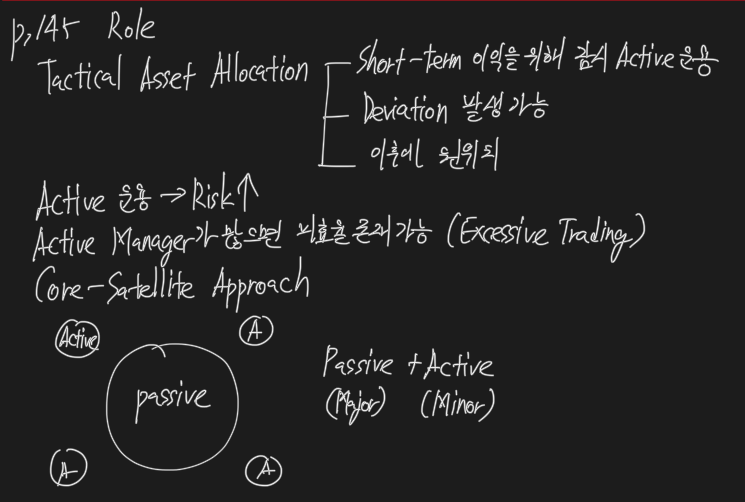 p.145 Role
Tactical Asset Allocation
Short-term 이익을 위해 잠시 Active 운용
Deviation 발생 가능
이후에 원위치
Active 운용 → Risk↑
Active Manager가 많으면 비효율 존재 가능 (Excessive Trading)
Core-Satellite Approach
Active
A
passive
A
A
Passive + Active
(Major) (Minor)